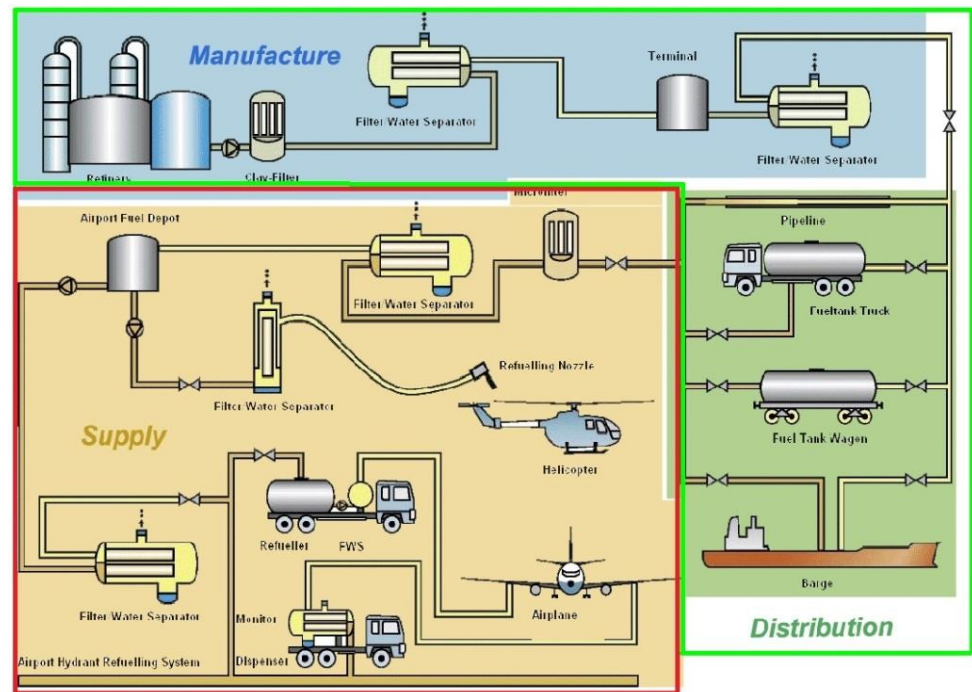 Manufacture
Terminal
Filter Water Separator
Filter Water Separator
Refinery
Clay-Filter
Microfilter
Airport Fuel Depot
Pipeline
Filter Water Separator
Fueltank Truck
Refuelling Nozzle
Filter Water Separator
Supply
Fuel Tank Wagon
Helicopter
Refueller
FWS
Filter Water Separator
Airplane
Barge
Monitor
Distribution
Airport Hydrant Refuelling System
Dispenser